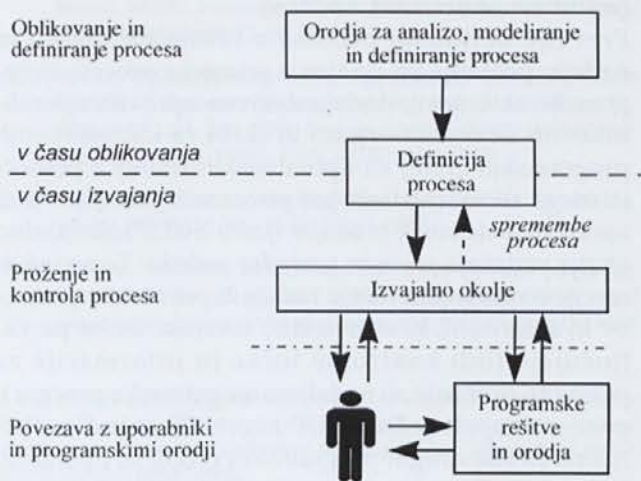 Oblikovanje in
definiranje procesa
Orodja za analizo, modeliranje
in definiranje procesa
v času oblikovanja
v času izvajanja
Definicija
procesa
spremembe
procesa
Proženje in
kontrola procesa
Izvajalno okolje
Povezava z uporabniki
in programskimi orodji
Programske
rešitve
in orodja